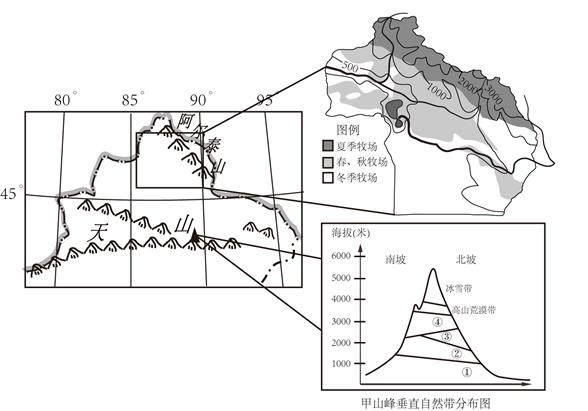 80°
85°
90°
95°
45°
阿尔泰山
天山
500
1000
2000
3000
图例
夏季牧场
春、秋牧场
冬季牧场
海拔(米)
6000
5000
4000
3000
2000
1000
南坡
北坡
冰雪带
高山荒漠带
④
③
②
①
甲山峰垂直自然带分布图